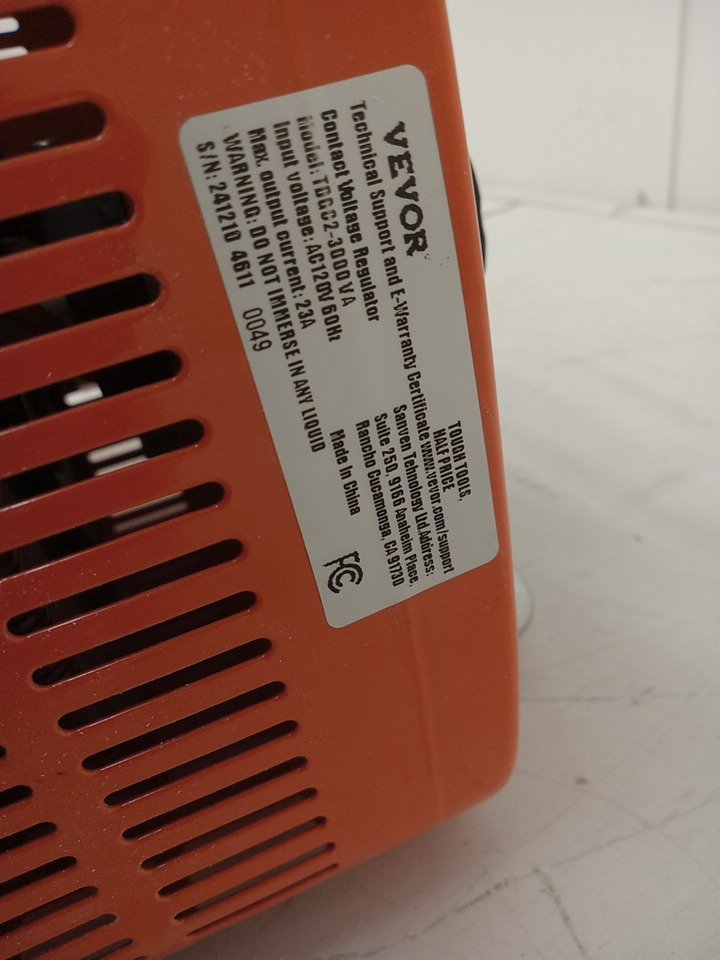 VEVOR
TOUGH TOOLS,
HALF PRICE
Technical Support and E-Warranty Certificate www.vevor.com/support
Contact Voltage Regulator
Model: TDGC2-3000VA
Input voltage: AC120V 60Hz
Max. output current: 23A
WARNING: DO NOT IMMERSE IN ANY LIQUID
S/N: 241210 4611 0049
Sanven Technology Ltd.Address:
Suite 250, 9166 Anaheim Place,
Rancho Cucamonga, CA 91730
Made In China
FC